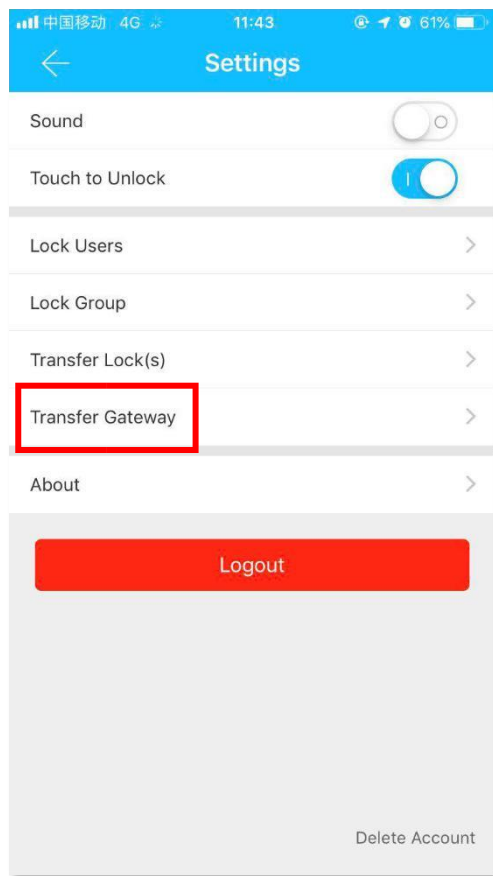 中国移动 4G 11:43 61%
Settings
Sound
Touch to Unlock
Lock Users
Lock Group
Transfer Lock(s)
Transfer Gateway
About
Logout
Delete Account